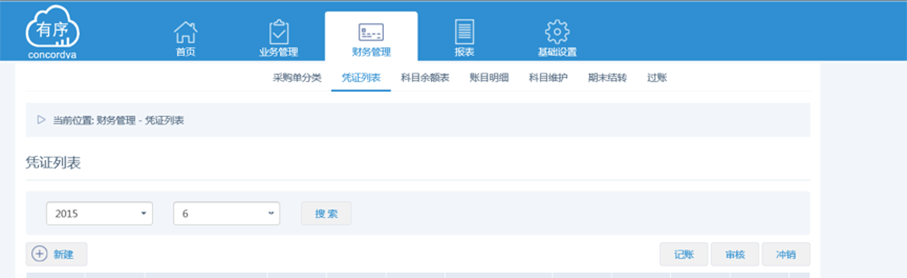 有序
concordya
首页 业务管理 财务管理 报表 基础设置
采购单分类 凭证列表 科目余额表 账目明细 科目维护 期末结转 过账
当前位置: 财务管理 - 凭证列表
凭证列表
2015 6 搜索
新建 记账 审核 冲销